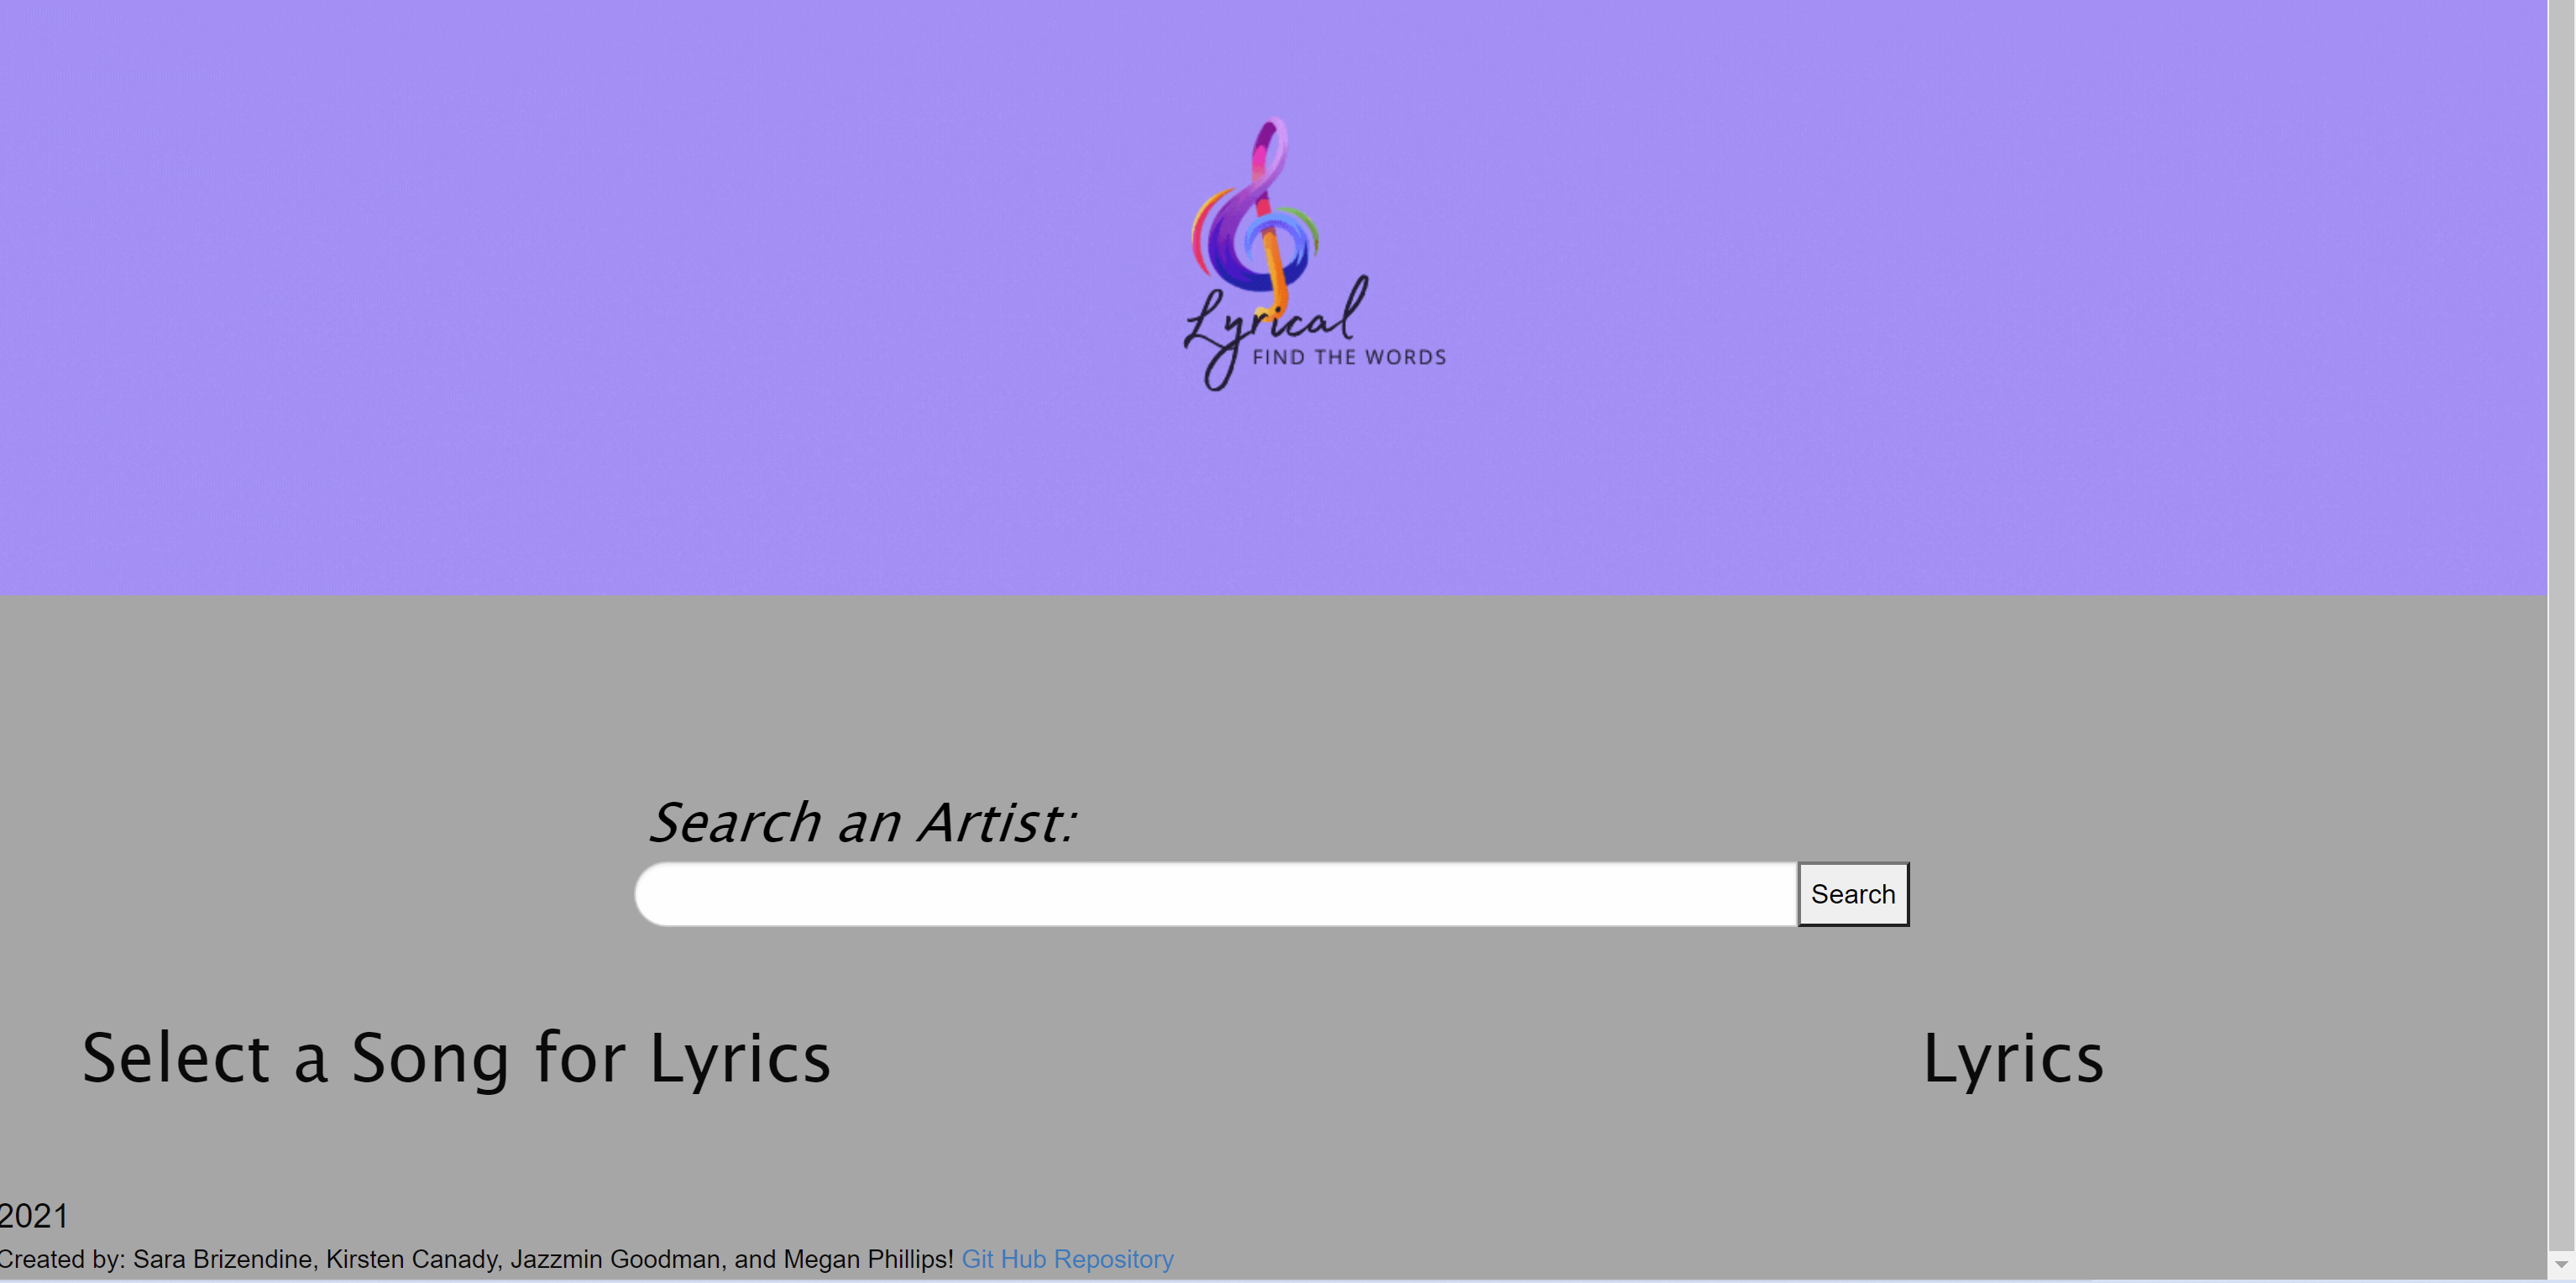 Lyrical
FIND THE WORDS
Search an Artist:
Search
Select a Song for Lyrics
Lyrics
2021
Created by: Sara Brizendine, Kirsten Canady, Jazzmin Goodman, and Megan Phillips! Git Hub Repository